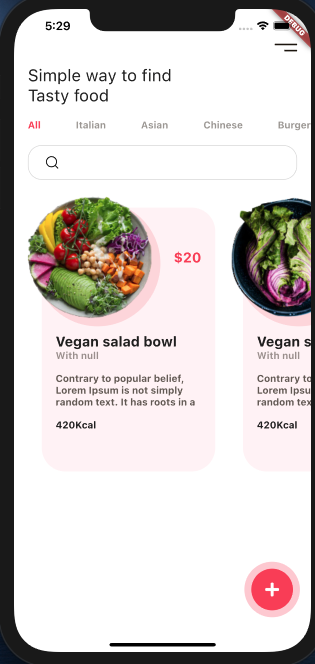 5:29
DEBUG
Simple way to find
Tasty food
All Italian Asian Chinese Burger
$20
Vegan salad bowl
With null
Contrary to popular belief,
Lorem Ipsum is not simply
random text. It has roots in a
420Kcal
Vegan s
With null
Contrary to
Lorem Ipsu
random tex
420Kcal